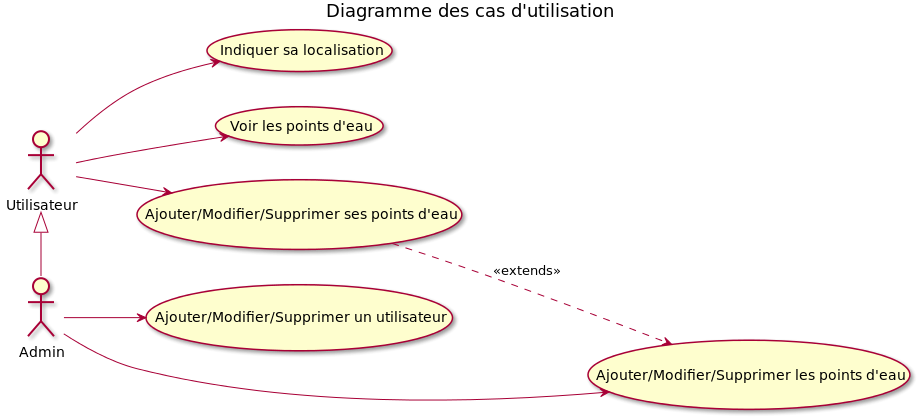 Diagramme des cas d'utilisation
Indiquer sa localisation
Voir les points d'eau
Utilisateur
Ajouter/Modifier/Supprimer ses points d'eau
«extends»
Ajouter/Modifier/Supprimer un utilisateur
Admin
Ajouter/Modifier/Supprimer les points d'eau